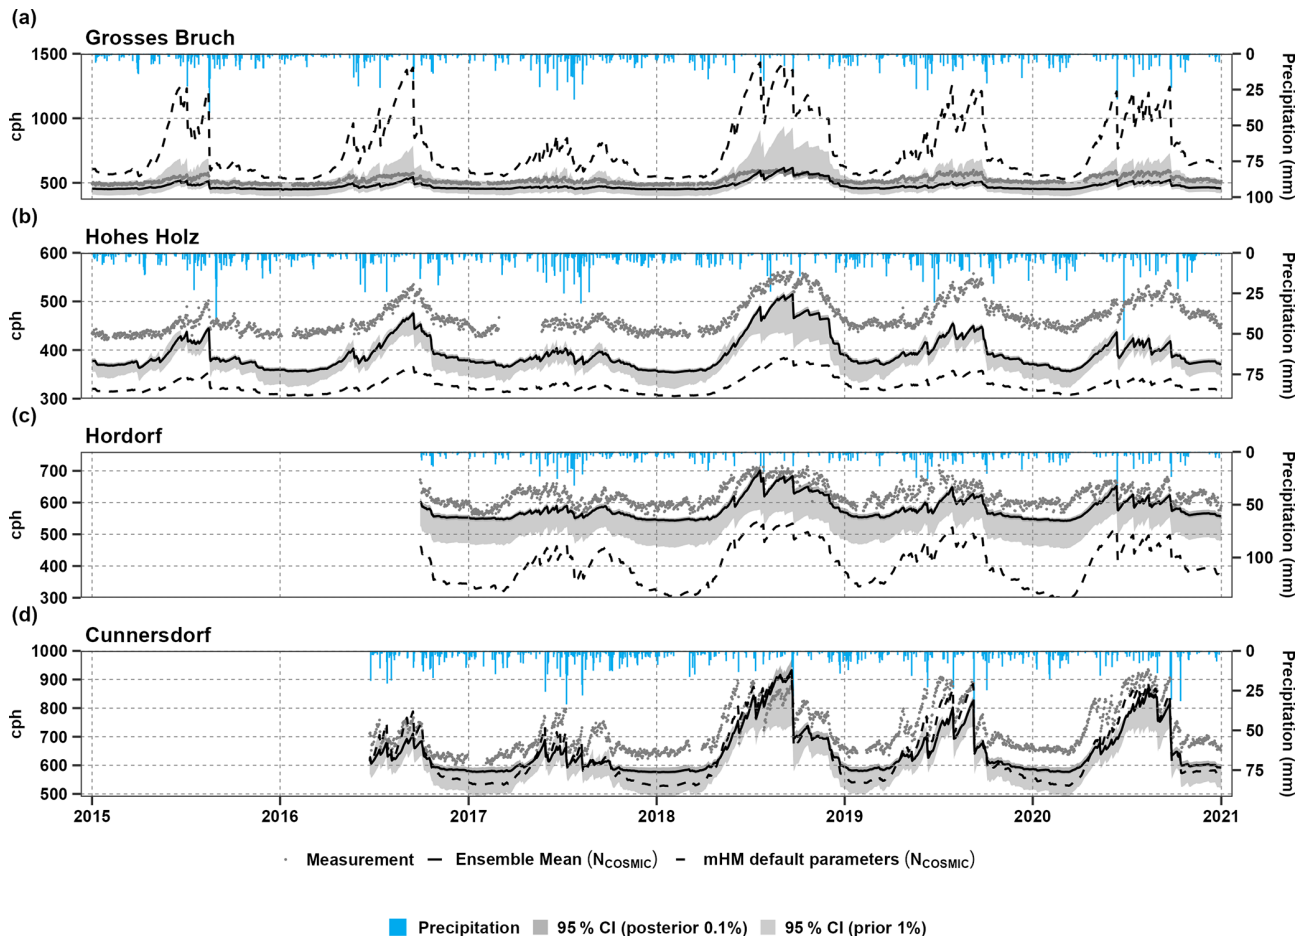 (a)
Grosses Bruch
1500
1000
500
cph
0
25
50
75
100
Precipitation (mm)
(b)
Hohes Holz
600
500
400
300
cph
0
25
50
75
Precipitation (mm)
(c)
Hordorf
700
600
500
400
300
cph
0
50
100
Precipitation (mm)
(d)
Cunnersdorf
1000
900
800
700
600
500
cph
0
25
50
75
Precipitation (mm)
2015 2016 2017 2018 2019 2020 2021
Measurement Ensemble Mean (N_COSMIC) mHM default parameters (N_COSMIC)
Precipitation 95 % CI (posterior 0.1%) 95 % CI (prior 1%)